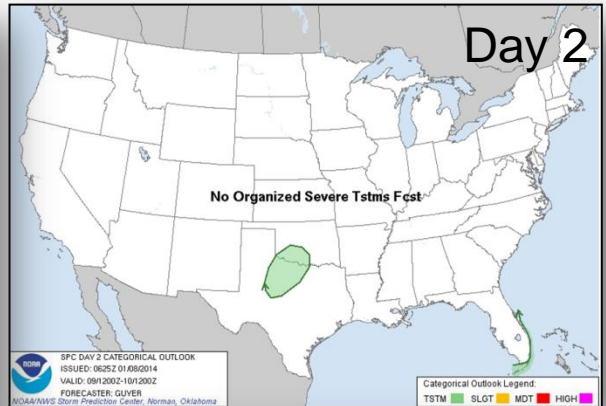 Day 2
No Organized Severe Tstms Fcst
NOAA
SPC DAY 2 CATEGORICAL OUTLOOK
ISSUED: 0625Z 01/08/2014
VALID: 09/1200Z-10/1200Z
FORECASTER: GUYER
NOAA/NWS Storm Prediction Center, Norman, Oklahoma
Categorical Outlook Legend:
TSTM SLGT MDT HIGH